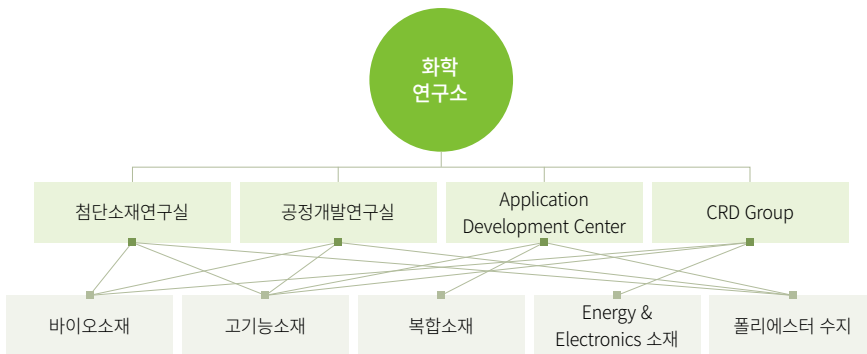 화학
연구소
첨단소재연구실
공정개발연구실
Application
Development Center
CRD Group
바이오소재
고기능소재
복합소재
Energy &
Electronics 소재
폴리에스터 수지